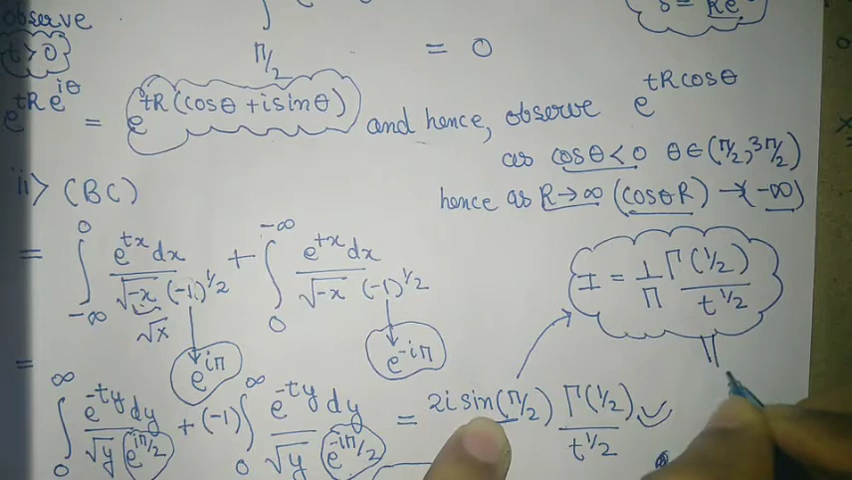 observe
t>0
∫ π/2 = 0
δ = Re
e^{tRe^{iθ}} = e^{tR(cosθ+isinθ)} and hence, observe e^{tRcosθ}
as cosθ<0 θ∈(π/2, 3π/2)
hence as R→∞ (cosθR) → (-∞)
ii> (BC)
= ∫_{-∞}^{0} e^{tx}dx / √-x (-1)^{1/2} + ∫_{0}^{-∞} e^{tx}dx / √-x (-1)^{1/2}
√x
e^{iπ} e^{-iπ}
I = 1/π Γ(1/2) / t^{1/2}
= ∫_{0}^{∞} e^{-ty}dy / √y e^{iπ/2} + (-1) ∫_{0}^{∞} e^{-ty}dy / √y e^{-iπ/2} = 2i sin(π/2) Γ(1/2) / t^{1/2}